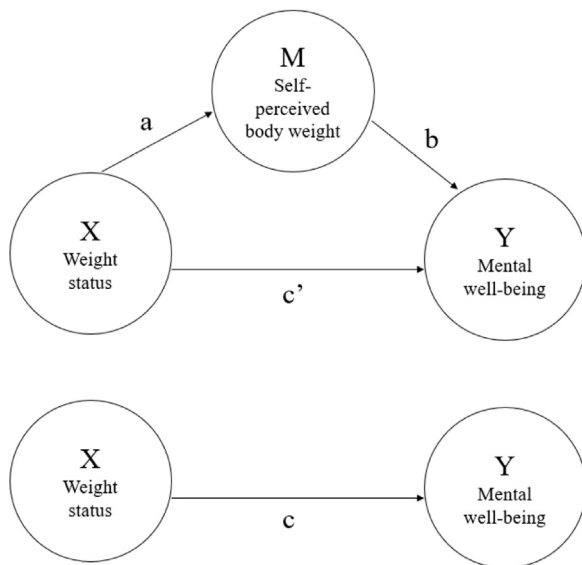 M
Self-
perceived
body weight
a
b
X
Weight
status
Y
Mental
well-being
c’
X
Weight
status
Y
Mental
well-being
c